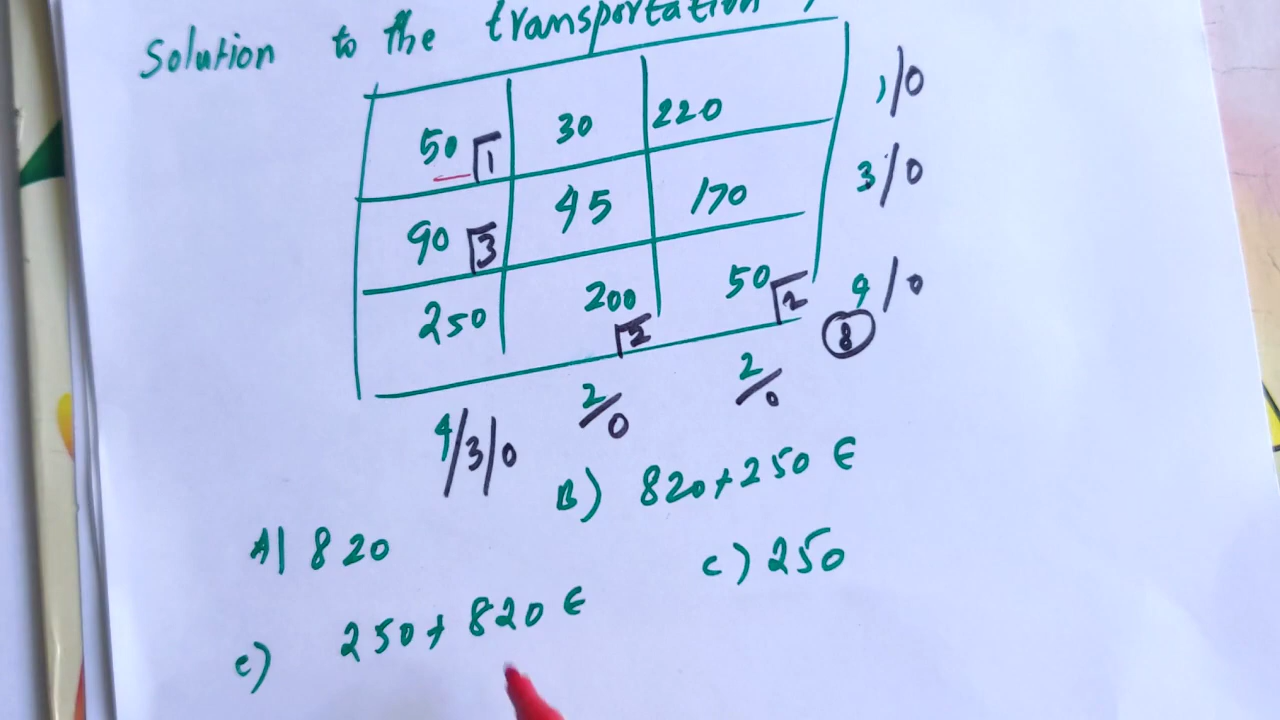 Solution to the transportation
50 1 30 220 1/0
90 3 45 170 3/0
250 200 2 50 2 4/0
8
4/3/0 2/0 2/0
A) 820 B) 820+250 ϵ
c) 250
c) 250+ 820 ϵ